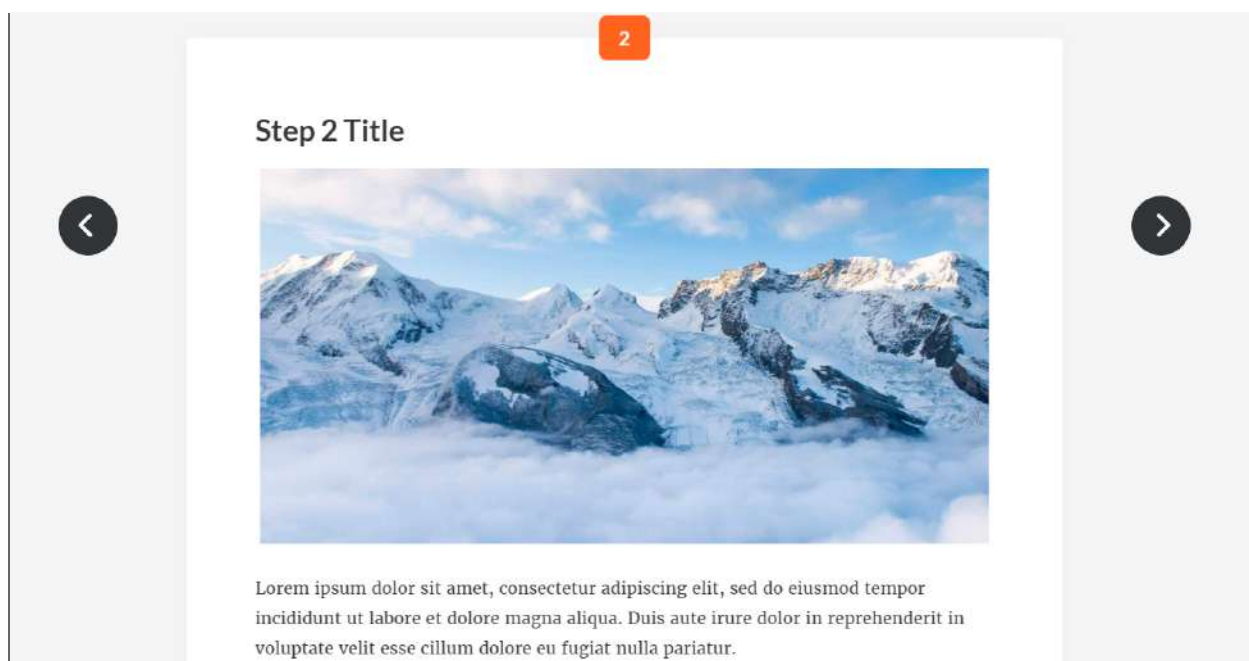 2
Step 2 Title
Lorem ipsum dolor sit amet, consectetur adipiscing elit, sed do eiusmod tempor
incididunt ut labore et dolore magna aliqua. Duis aute irure dolor in reprehenderit in
voluptate velit esse cillum dolore eu fugiat nulla pariatur.